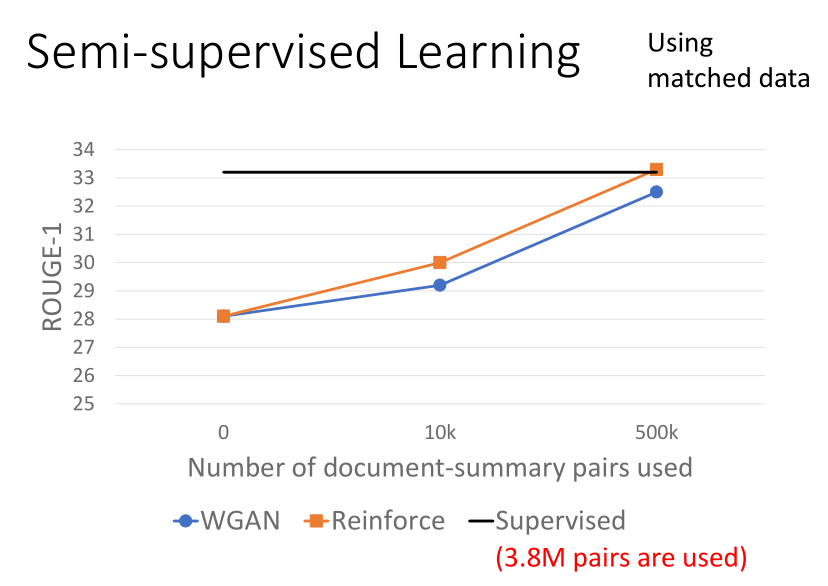 Semi-supervised Learning
Using
matched data
34
33
32
31
30
29
28
27
26
25
ROUGE-1
0 10k 500k
Number of document-summary pairs used
WGAN Reinforce Supervised
(3.8M pairs are used)